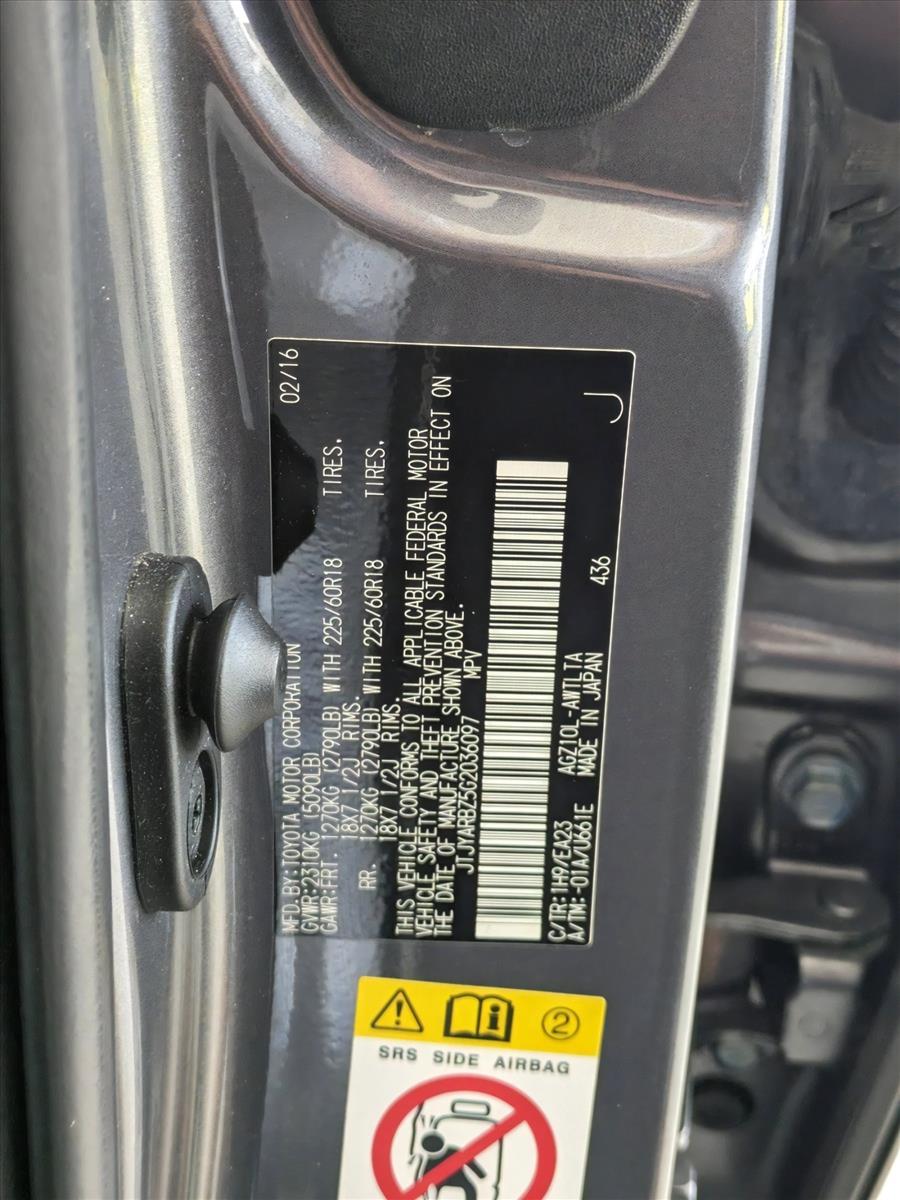 MFD.BY:TOYOTA MOTOR CORPORATION 02/16
GVWR:2310KG (5090LB)
GAWR:FRT. 1270KG (2790LB) WITH 225/60R18 TIRES.
18X7 1/2J RIMS.
RR. 1270KG (2790LB) WITH 225/60R18 TIRES.
18X7 1/2J RIMS.
THIS VEHICLE CONFORMS TO ALL APPLICABLE FEDERAL MOTOR
VEHICLE SAFETY AND THEFT PREVENTION STANDARDS IN EFFECT ON
THE DATE OF MANUFACTURE SHOWN ABOVE.
JTJYARBZ5G2036097 MPV
C/TR:1H9/EA23 AGZ10L-AWTLTA
A/TM:-01A/U661E MADE IN JAPAN 436
J
2
SRS SIDE AIRBAG